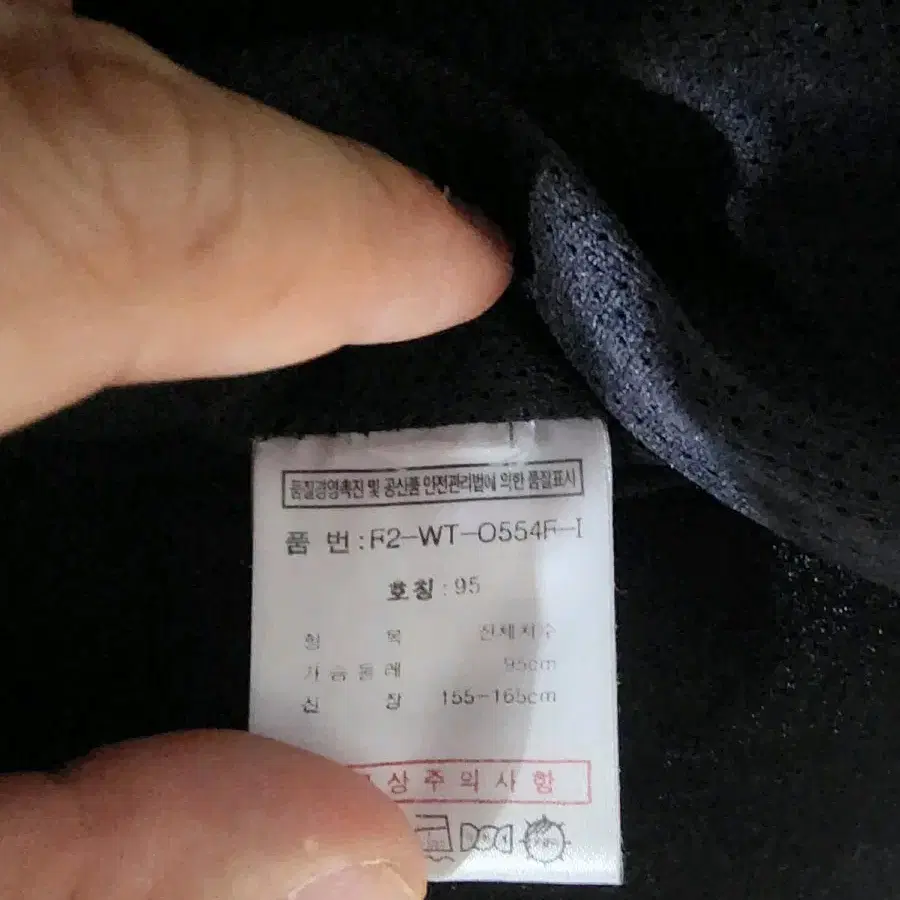 품질경영촉진 및 공산품 안전관리법에 의한 품질표시
품 번 : F2-WT-O554F-I
호칭 : 95
항 목 신체치수
가슴둘레 95cm
신 장 155-165cm
상주의사항